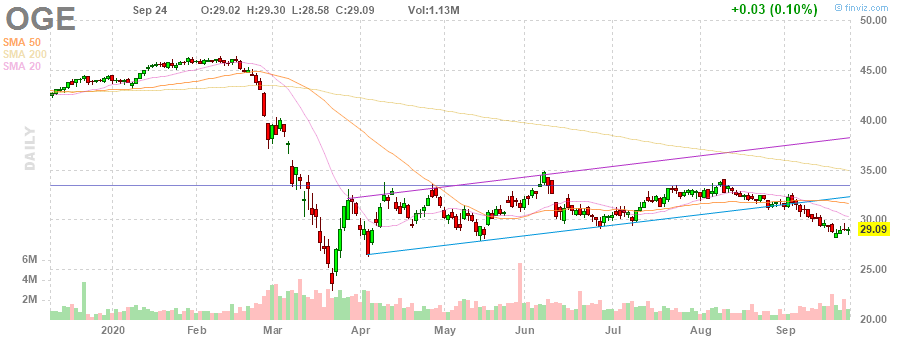 OGE
Sep 24 O:29.02 H:29.30 L:28.58 C:29.09 Vol:1.13M +0.03 (0.10%) © finviz.com
SMA 50
SMA 200
SMA 20
DAILY
50.00
45.00
40.00
35.00
30.00
29.09
25.00
20.00
6M
4M
2M
2020 Feb Mar Apr May Jun Jul Aug Sep